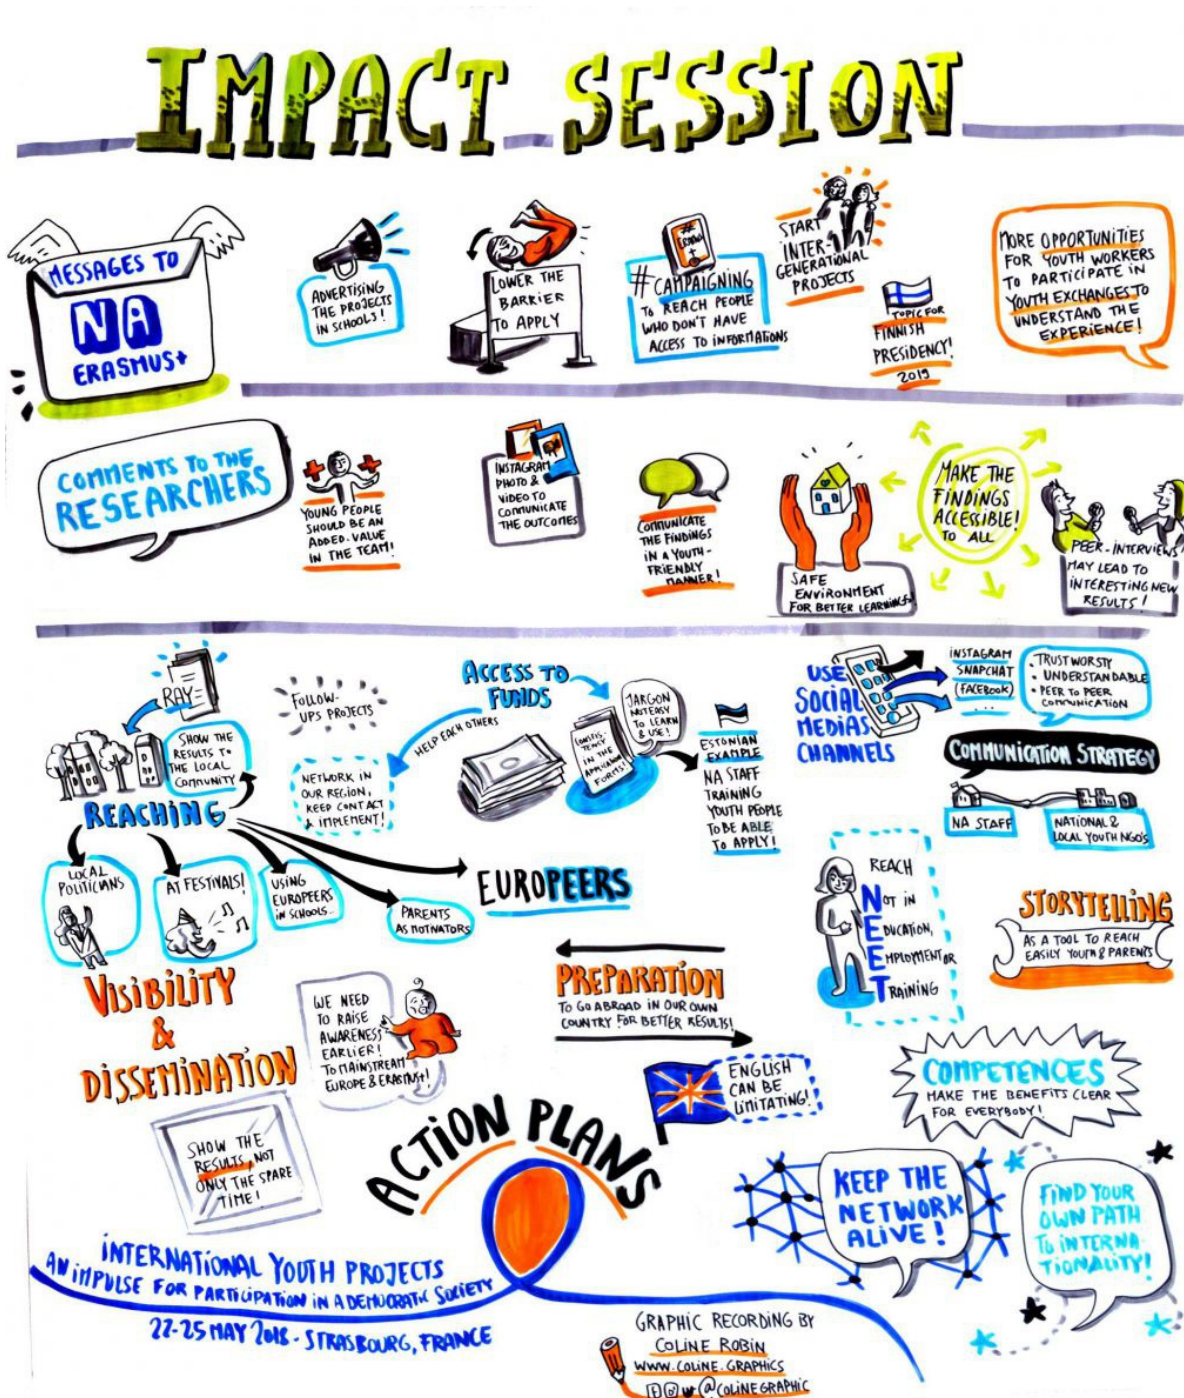 IMPACT SESSION
MESSAGES TO
NA
ERASMUS+
ADVERTISING
THE PROJECTS
IN SCHOOLS!
LOWER THE
BARRIER
TO APPLY
#CAMPAIGNING
TO REACH PEOPLE
WHO DON'T HAVE
ACCESS TO INFORMATIONS
START
INTER-
GENERATIONAL
PROJECTS
TOPIC FOR
FINNISH
PRESIDENCY!
2019
MORE OPPORTUNITIES
FOR YOUTH WORKERS
TO PARTICIPATE IN
YOUTH EXCHANGES TO
UNDERSTAND THE
EXPERIENCE!
COMMENTS TO THE
RESEARCHERS
YOUNG PEOPLE
SHOULD BE AN
ADDED-VALUE
IN THE TEAM!
INSTAGRAM
PHOTO &
VIDEO TO
COMMUNICATE
THE OUTCOMES
COMMUNICATE
THE FINDINGS
IN A YOUTH-
FRIENDLY
MANNER!
SAFE
ENVIRONMENT
FOR BETTER LEARNING
MAKE THE
FINDINGS
ACCESSIBLE!
TO ALL
PEER-INTERVIEWS
MAY LEAD TO
INTERESTING NEW
RESULTS!
RAY
SHOW THE
RESULTS TO
THE LOCAL
COMMUNITY
REACHING
LOCAL
POLITICIANS
AT FESTIVALS!
USING
EUROPEERS
IN SCHOOLS...
PARENTS
AS MOTIVATORS
EUROPEERS
FOLLOW-
UPS PROJECTS
NETWORK IN
OUR REGION,
KEEP CONTACT
& IMPLEMENT!
HELP EACH OTHERS
ACCESS TO
FUNDS
CONSIS-
TENCY
IN THE
APPLICATION
FORMS!
JARGON
NOT EASY
TO LEARN
& USE!
ESTONIAN
EXAMPLE
NA STAFF
TRAINING
YOUTH PEOPLE
TO BE ABLE
TO APPLY!
USE
SOCIAL
MEDIAS
CHANNELS
INSTAGRAM
SNAPCHAT
(FACEBOOK)
...
• TRUST WORSTY
• UNDERSTANDABLE
• PEER TO PEER
COMMUNICATION
COMMUNICATION STRATEGY
NA STAFF
NATIONAL &
LOCAL YOUTH NGO'S
REACH
NOT IN
EDUCATION,
EMPLOYMENT OR
TRAINING
STORYTELLING
AS A TOOL TO REACH
EASILY YOUTH & PARENTS
VISIBILITY
&
DISSEMINATION
WE NEED
TO RAISE
AWARENESS
EARLIER!
TO MAINSTREAM
EUROPE & ERASMUS+!
PREPARATION
TO GO ABROAD IN OUR OWN
COUNTRY FOR BETTER RESULTS!
ENGLISH
CAN BE
LIMITATING!
COMPETENCES
MAKE THE BENEFITS CLEAR
FOR EVERYBODY!
SHOW THE
RESULTS, NOT
ONLY THE SPARE
TIME!
ACTION PLANS
KEEP THE
NETWORK
ALIVE!
FIND YOUR
OWN PATH
TO INTERNA-
TIONALITY!
INTERNATIONAL YOUTH PROJECTS
AN IMPULSE FOR PARTICIPATION IN A DEMOCRATIC SOCIETY
22-25 MAY 2018 - STRASBOURG, FRANCE
GRAPHIC RECORDING BY
COLINE ROBIN
WWW.COLINE.GRAPHICS
@COLINEGRAPHIC